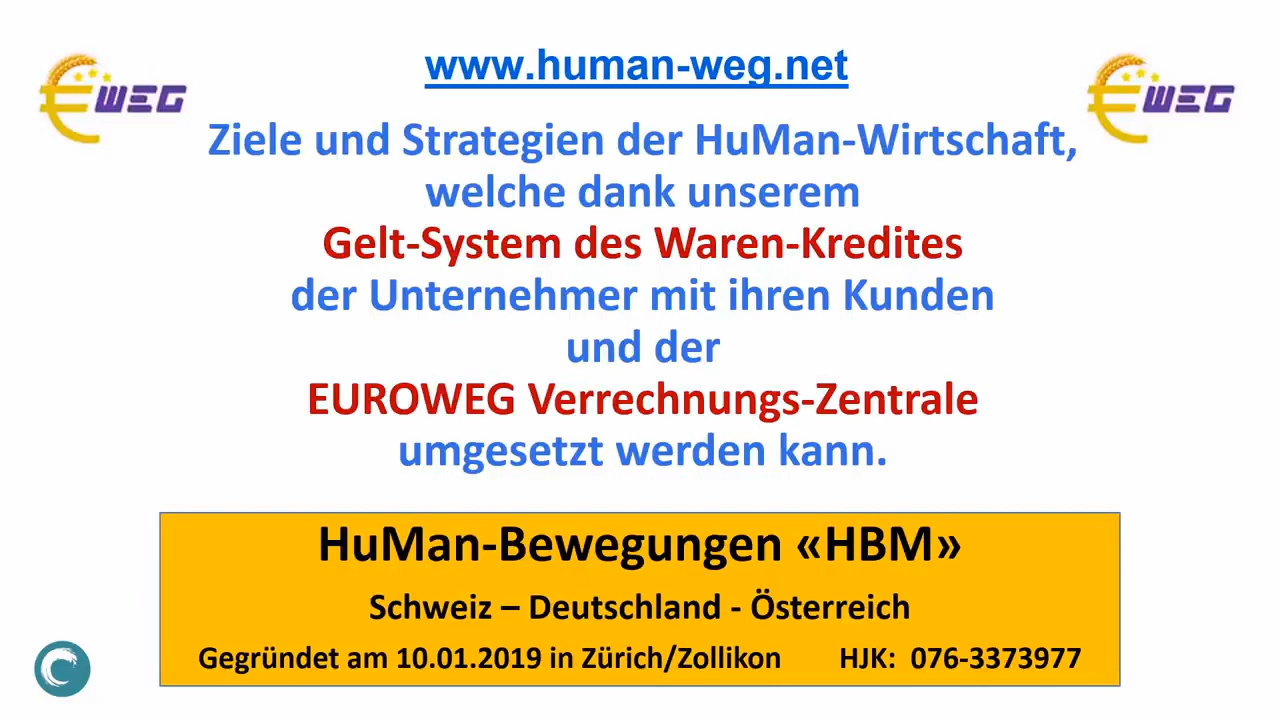 www.human-weg.net
€WEG
€WEG
Ziele und Strategien der HuMan-Wirtschaft,
welche dank unserem
Gelt-System des Waren-Kredites
der Unternehmer mit ihren Kunden
und der
EUROWEG Verrechnungs-Zentrale
umgesetzt werden kann.
HuMan-Bewegungen «HBM»
Schweiz – Deutschland - Österreich
Gegründet am 10.01.2019 in Zürich/Zollikon HJK: 076-3373977